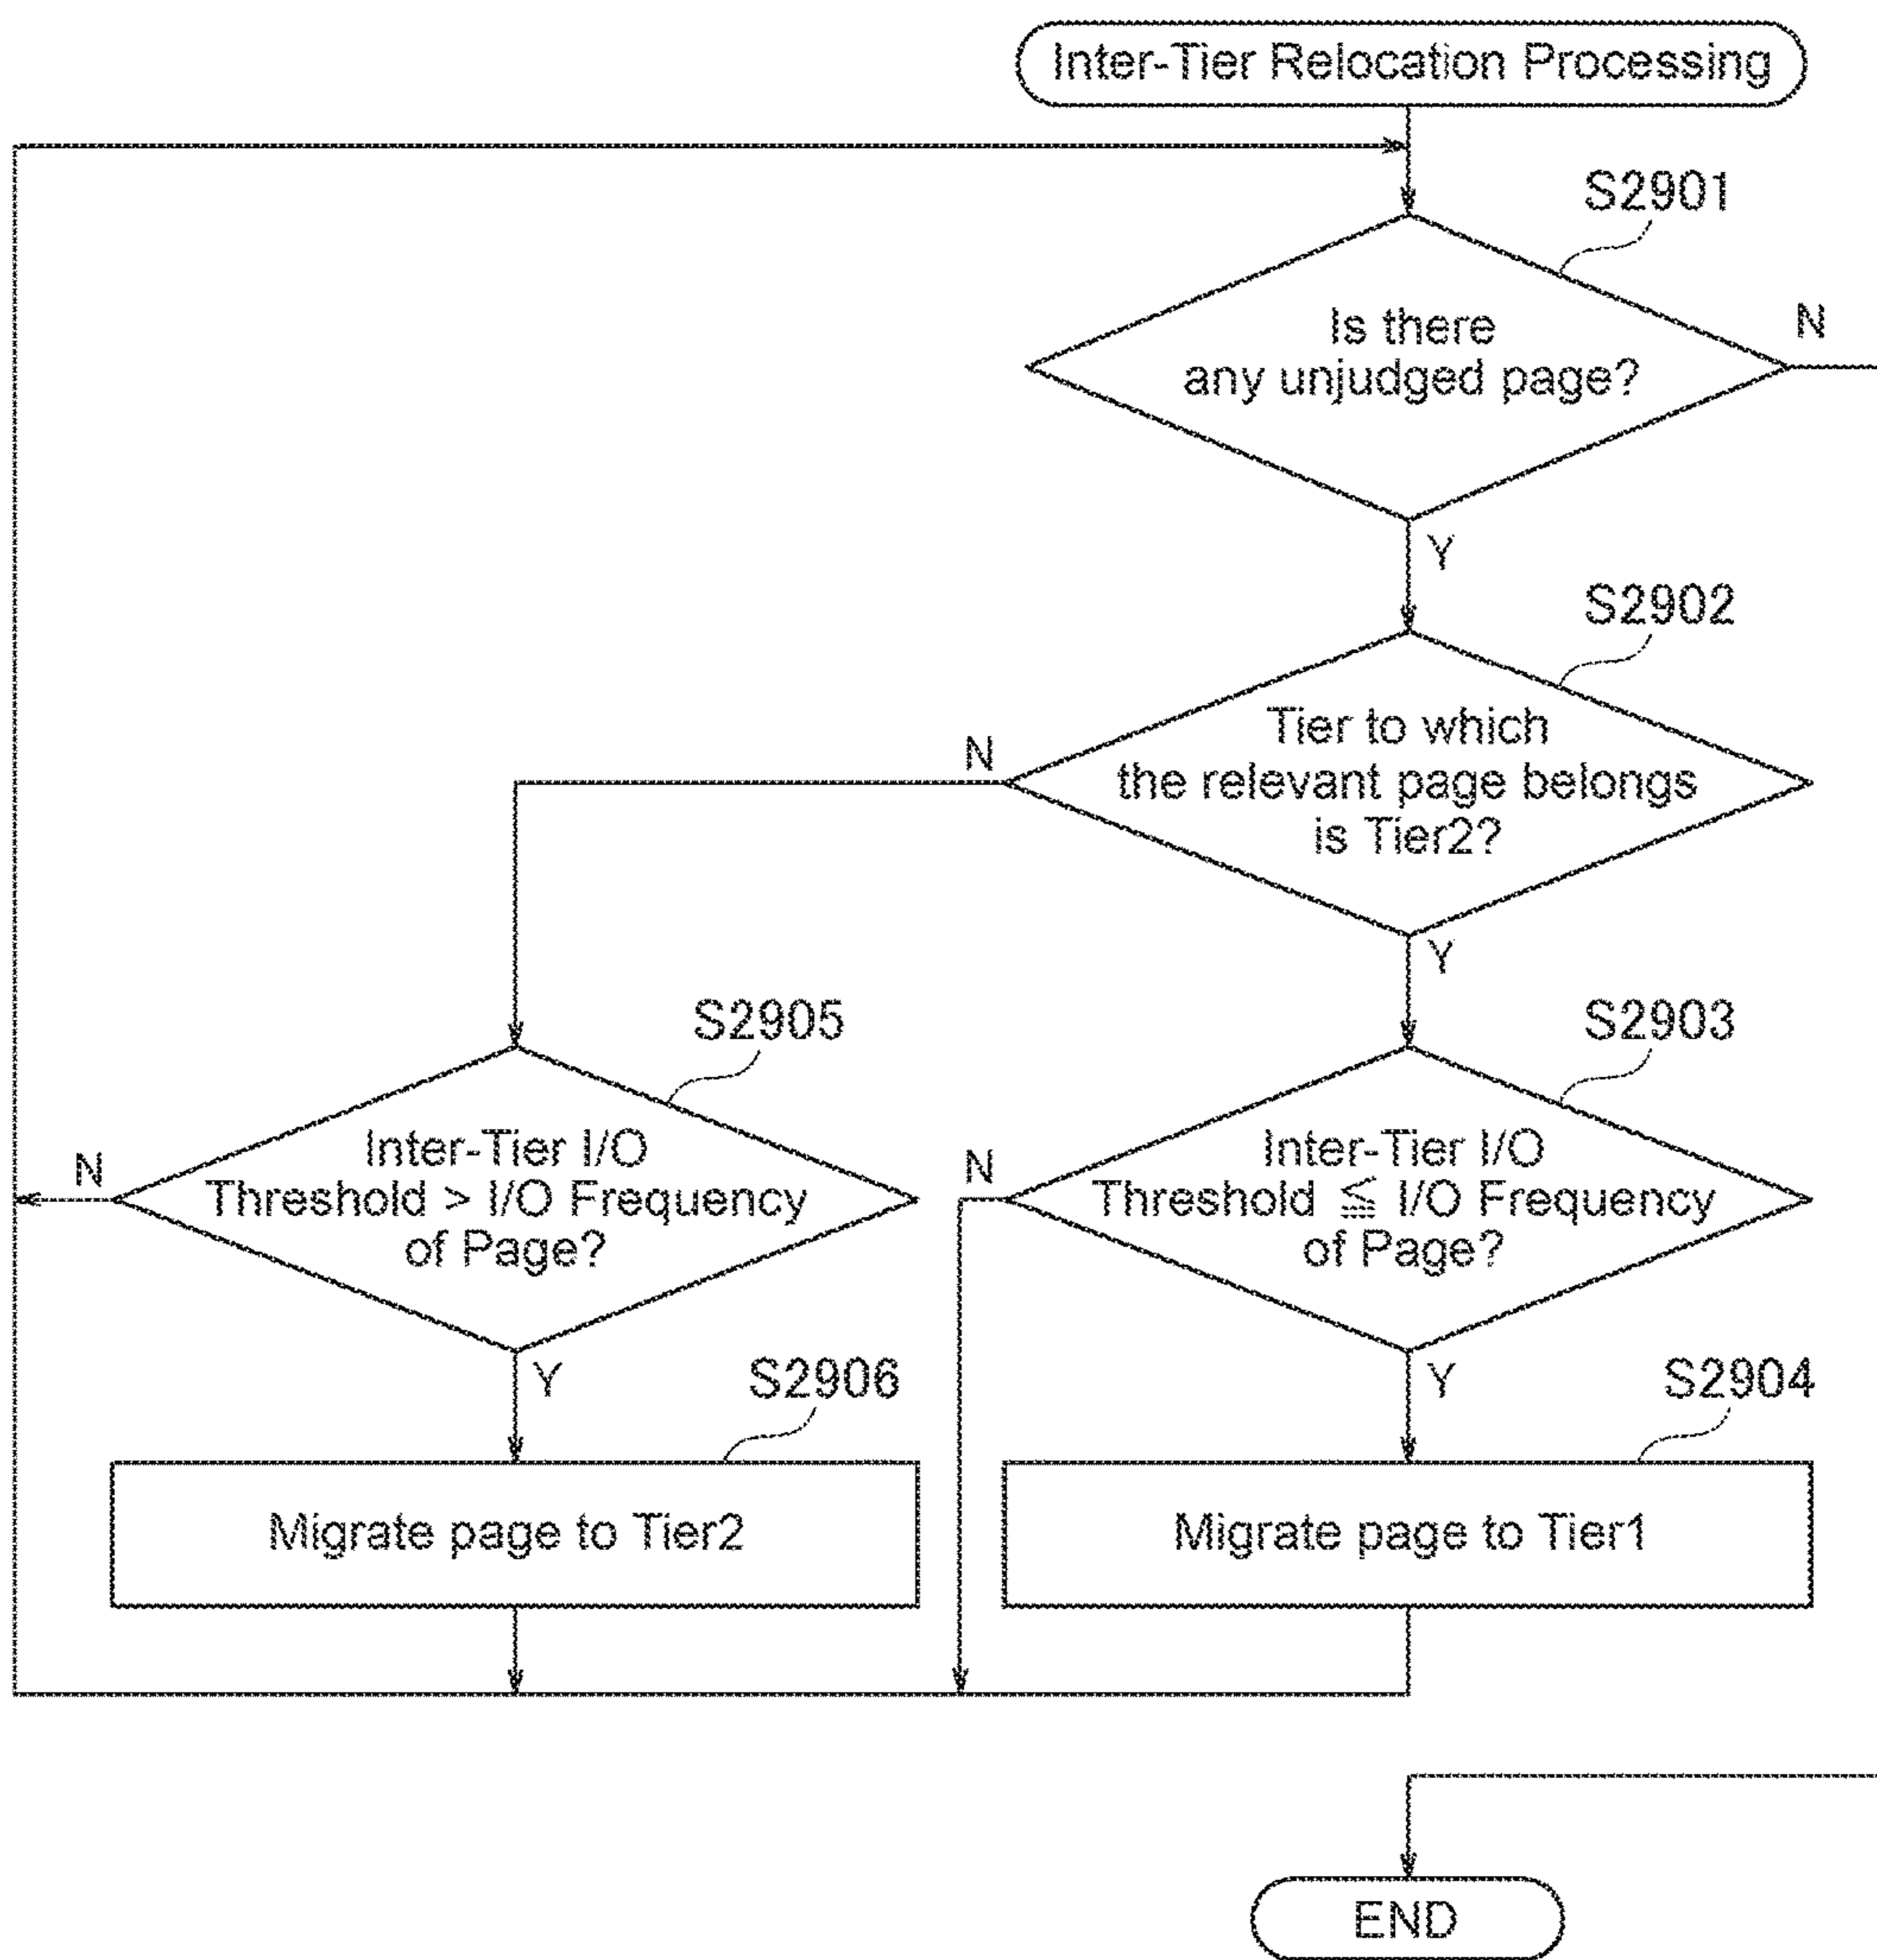 Inter-Tier Relocation Processing
S2901
Is there
any unjudged page?
N
Y
S2902
Tier to which
the relevant page belongs
is Tier2?
N
Y
S2905
Inter-Tier I/O
Threshold > I/O Frequency
of Page?
N
Y
S2903
Inter-Tier I/O
Threshold ≦ I/O Frequency
of Page?
N
Y
S2906
Migrate page to Tier2
S2904
Migrate page to Tier1
END